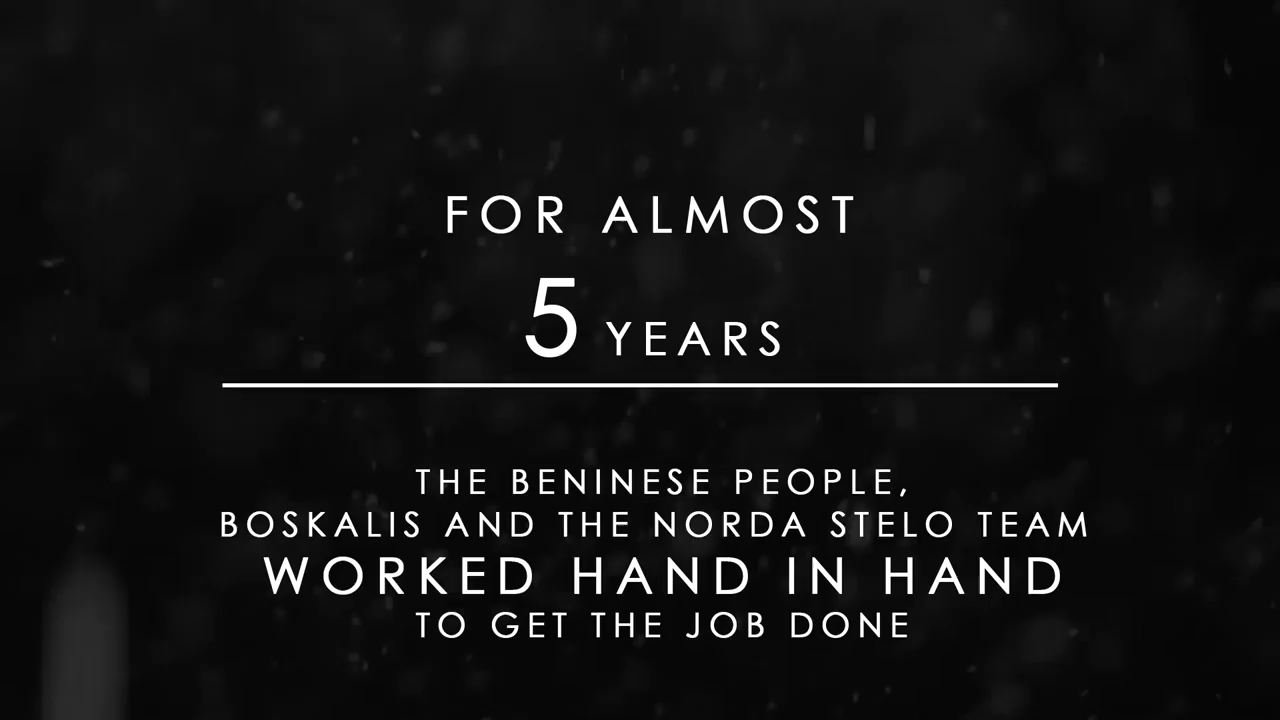 FOR ALMOST
5 YEARS
THE BENINESE PEOPLE,
BOSKALIS AND THE NORDA STELO TEAM
WORKED HAND IN HAND
TO GET THE JOB DONE